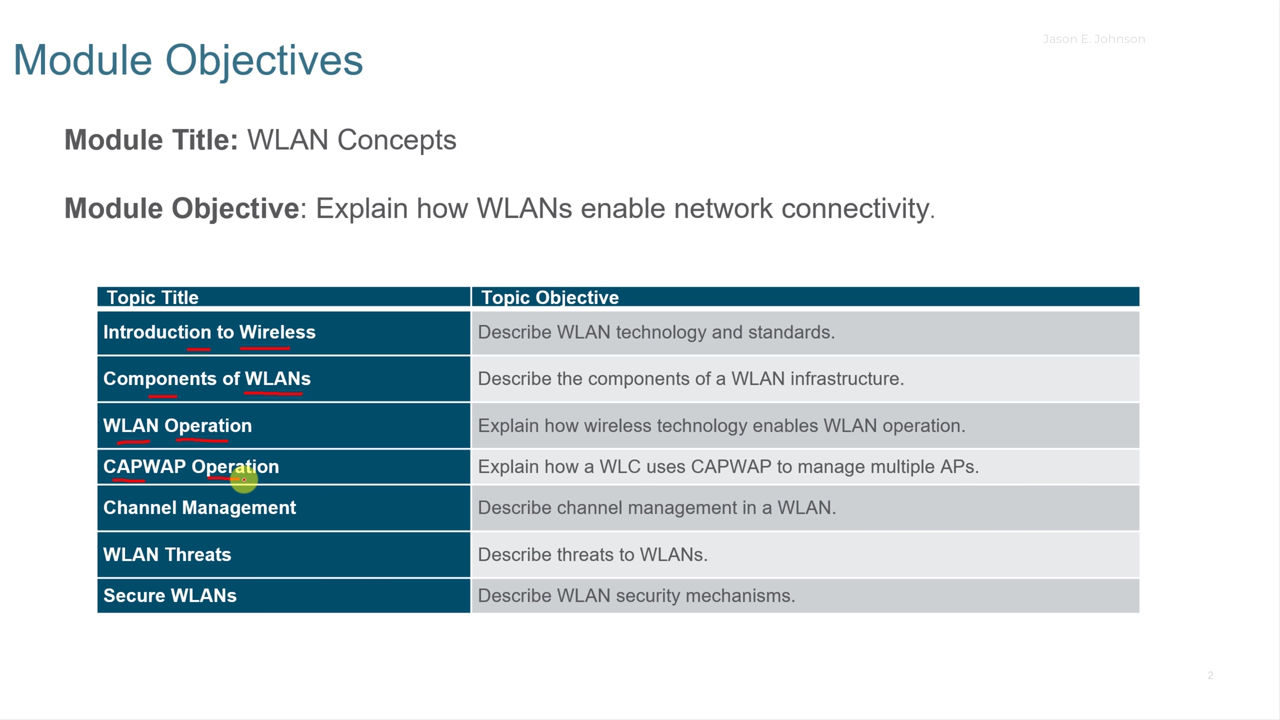 Jason E. Johnson
Module Objectives
Module Title: WLAN Concepts
Module Objective: Explain how WLANs enable network connectivity.
Topic Title Topic Objective
Introduction to Wireless Describe WLAN technology and standards.
Components of WLANs Describe the components of a WLAN infrastructure.
WLAN Operation Explain how wireless technology enables WLAN operation.
CAPWAP Operation Explain how a WLC uses CAPWAP to manage multiple APs.
Channel Management Describe channel management in a WLAN.
WLAN Threats Describe threats to WLANs.
Secure WLANs Describe WLAN security mechanisms.
2